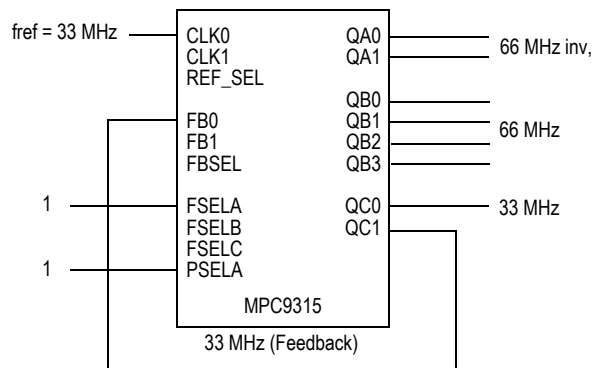 fref = 33 MHz
CLK0
CLK1
REF_SEL
FB0
FB1
FBSEL
1
FSELA
FSELB
FSELC
1
PSELA
QA0
QA1
66 MHz inv,
QB0
QB1
QB2
QB3
66 MHz
QC0
QC1
33 MHz
MPC9315
33 MHz (Feedback)